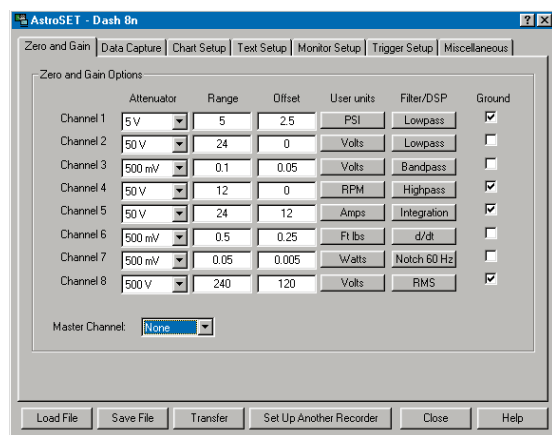 AstroSET - Dash 8n
Zero and Gain Data Capture Chart Setup Text Setup Monitor Setup Trigger Setup Miscellaneous
Zero and Gain Options
Attenuator Range Offset User units Filter/DSP Ground
Channel 1 5 V 5 2.5 PSI Lowpass
Channel 2 50 V 24 0 Volts Lowpass
Channel 3 500 mV 0.1 0.05 Volts Bandpass
Channel 4 50 V 12 0 RPM Highpass
Channel 5 50 V 24 12 Amps Integration
Channel 6 500 mV 0.5 0.25 Ft lbs d/dt
Channel 7 500 mV 0.05 0.005 Watts Notch 60 Hz
Channel 8 500 V 240 120 Volts RMS
Master Channel: None
Load File Save File Transfer Set Up Another Recorder Close Help